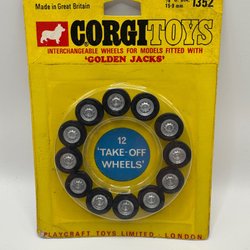 Made in Great Britain
1352
CORGI TOYS
INTERCHANGEABLE WHEELS FOR MODELS FITTED WITH
'GOLDEN JACKS'
12
'TAKE-OFF
WHEELS'
PLAYCRAFT TOYS LIMITED . LONDON